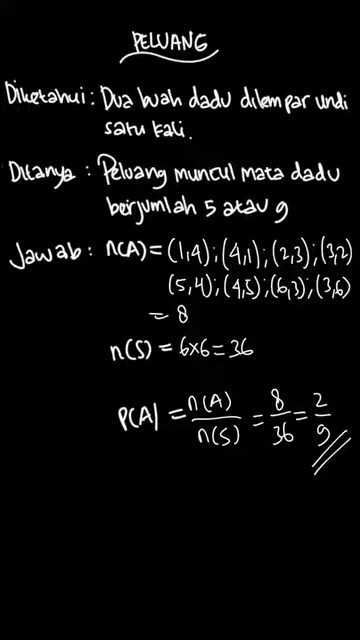 PELUANG
Diketahui : Dua buah dadu dilempar undi
satu kali.
Ditanya : Peluang muncul mata dadu
berjumlah 5 atau 9
Jawab : n(A) = (1,4); (4,1); (2,3); (3,2)
(5,4); (4,5); (6,3); (3,6)
= 8
n(S) = 6x6 = 36
P(A) = n(A)/n(S) = 8/36 = 2/9